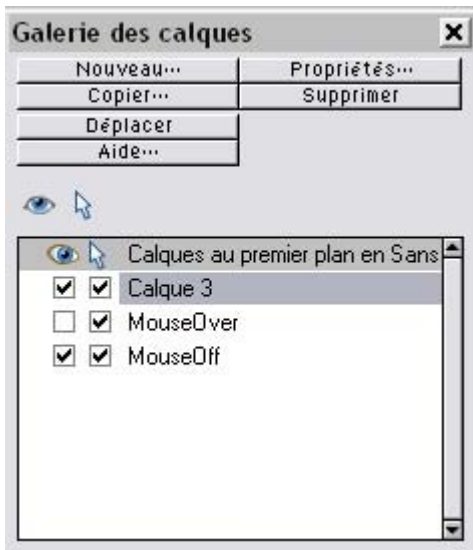 Galerie des calques
Nouveau... Propriétés...
Copier... Supprimer
Déplacer
Aide...
Calques au premier plan en Sans
Calque 3
MouseOver
MouseOff